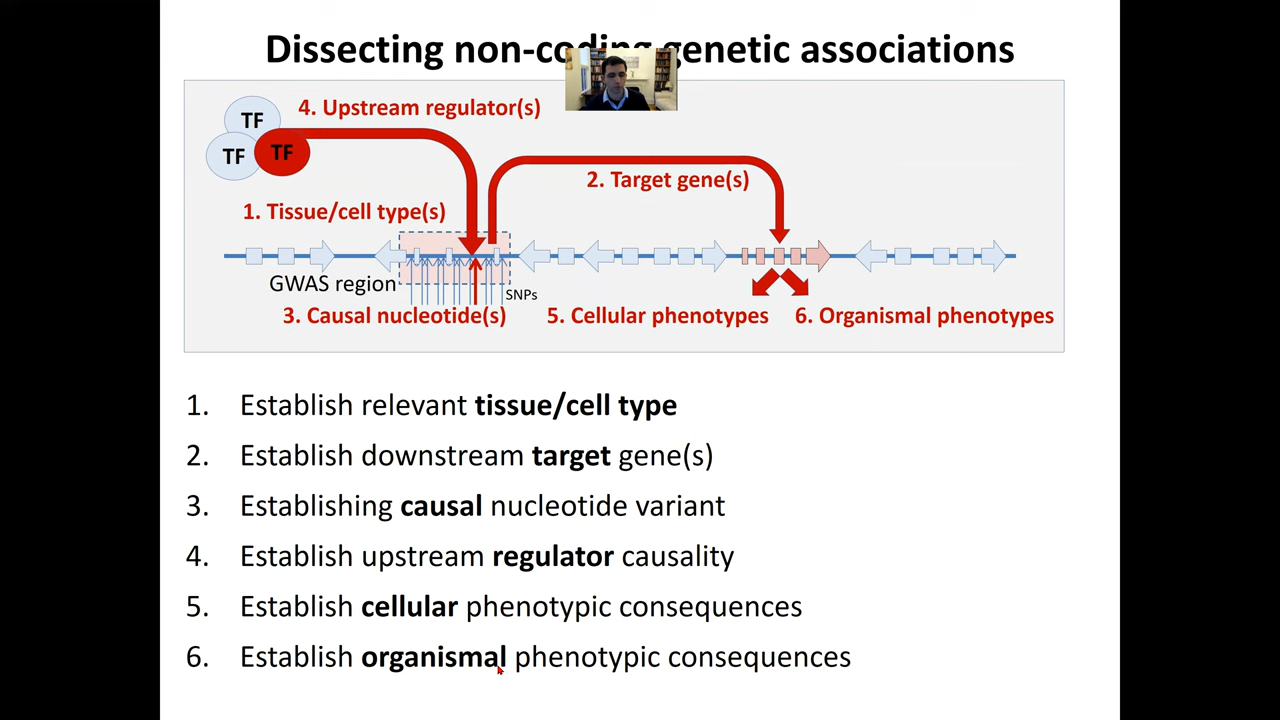 Dissecting non-coding genetic associations
4. Upstream regulator(s)
TF
TF
TF
2. Target gene(s)
1. Tissue/cell type(s)
GWAS region
SNPs
3. Causal nucleotide(s)
5. Cellular phenotypes
6. Organismal phenotypes
1. Establish relevant tissue/cell type
2. Establish downstream target gene(s)
3. Establishing causal nucleotide variant
4. Establish upstream regulator causality
5. Establish cellular phenotypic consequences
6. Establish organismal phenotypic consequences